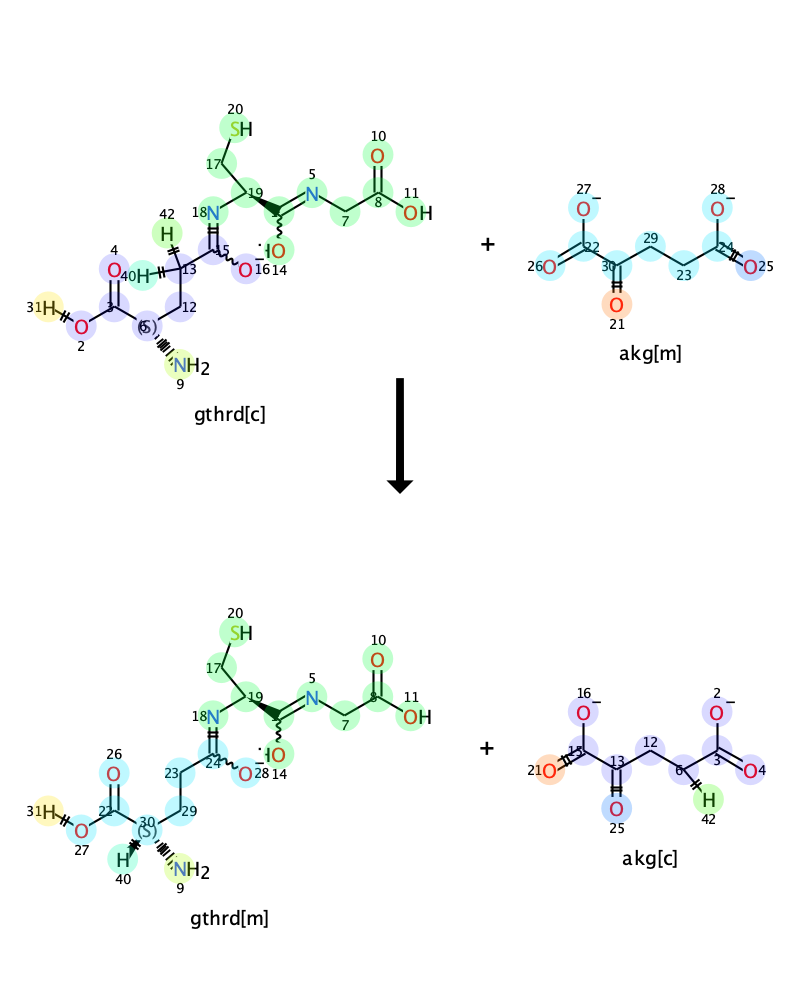 20
SH
10
O
17
5
11
19
N
8
OH
18
N
7
42
H
15
HO
14
4
O
40
H
13
O⁻
16
31
H
3
12
O
2
(S)
NH₂
9
gthrd[c]
+
27
O⁻
28
O⁻
22
29
24
26
O
30
23
O
25
O
21
akg[m]
20
SH
10
O
17
5
11
19
N
8
OH
18
N
7
HO
14
26
O
23
24
O⁻
28
31
H
22
30
29
O
27
(S)
H
40
NH₂
9
gthrd[m]
+
16
O⁻
2
O⁻
15
12
3
21
O
13
6
O
4
O
25
H
42
akg[c]